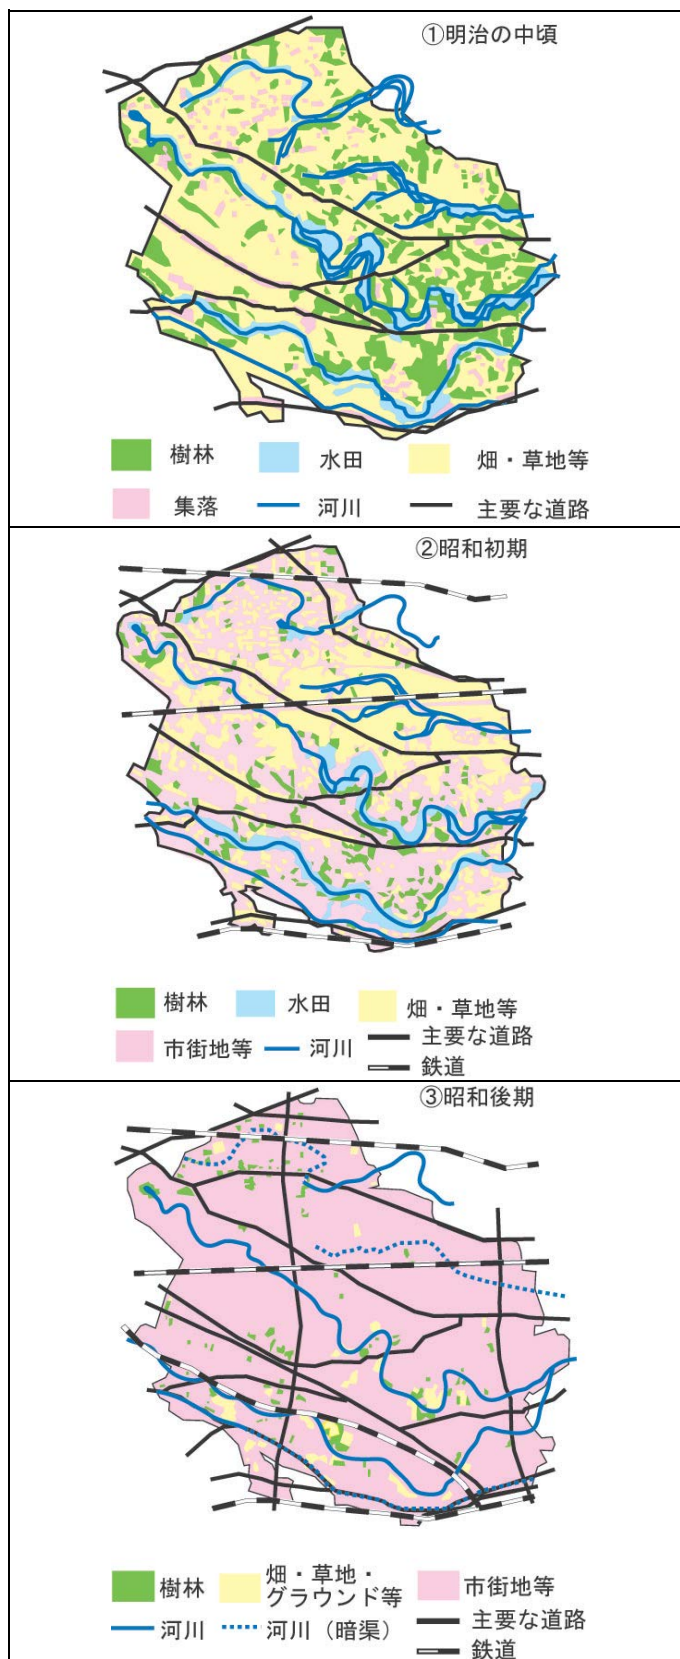 ①明治の中頃
樹林 水田 畑・草地等
集落 河川 主要な道路
②昭和初期
樹林 水田 畑・草地等
市街地等 河川 主要な道路
鉄道
③昭和後期
樹林 畑・草地・グラウンド等 市街地等
河川 河川（暗渠） 主要な道路
鉄道